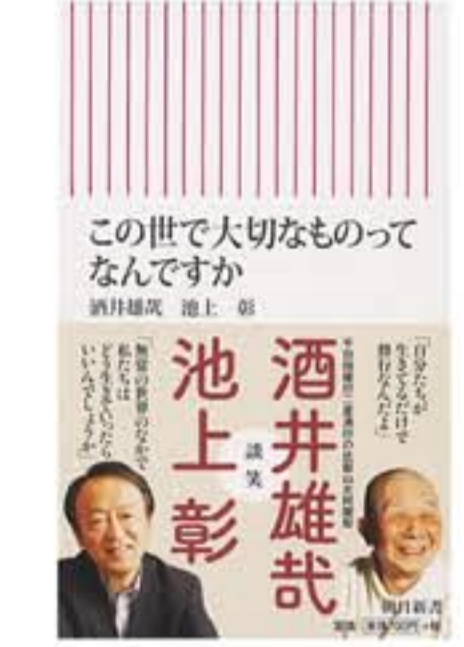 この世で大切なものって
なんですか
酒井雄哉 池上 彰
「自分たちが
生きてるだけで
修行なんだよ」
酒井雄哉
談笑
池上 彰
「無常の世界のなかで
私たちは
どう生きていったら
いいんでしょうか」
朝日新書